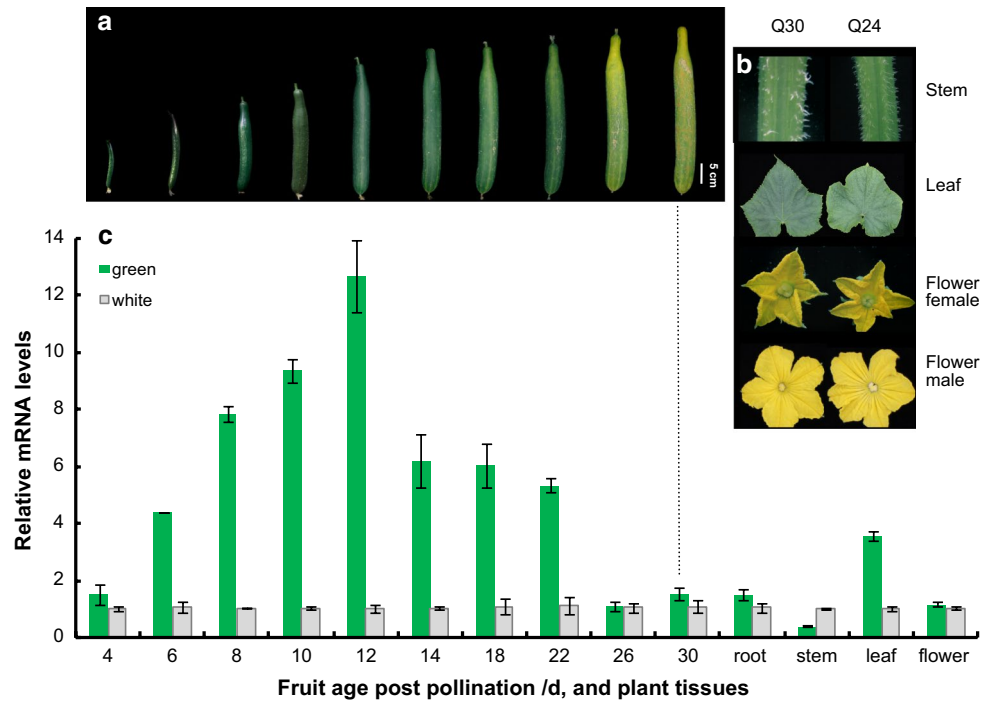 a
5 cm
Q30 Q24
b
Stem
Leaf
Flower
female
Flower
male
c
green
white
Relative mRNA levels
14
12
10
8
6
4
2
0
4 6 8 10 12 14 18 22 26 30 root stem leaf flower
Fruit age post pollination /d, and plant tissues